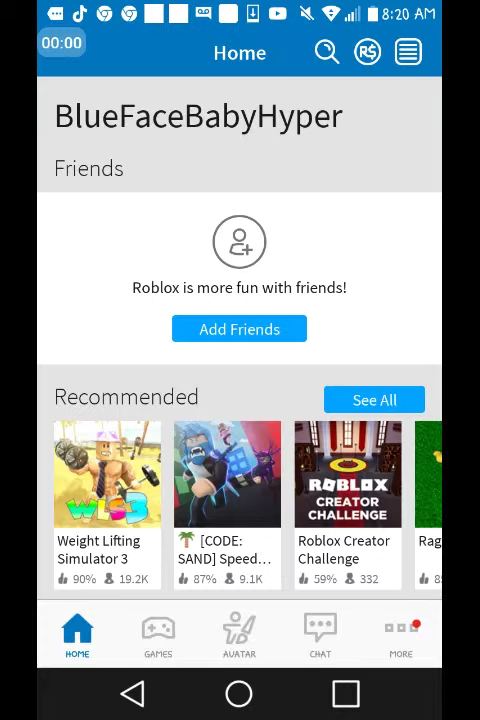 8:20 AM
00:00
Home
R$
BlueFaceBabyHyper
Friends
Roblox is more fun with friends!
Add Friends
Recommended
See All
WLS3
ROBLOX
CREATOR
CHALLENGE
Weight Lifting
Simulator 3
🌴 [CODE:
SAND] Speed...
Roblox Creator
Challenge
Rag
90% 19.2K
87% 9.1K
59% 332
HOME
GAMES
AVATAR
CHAT
MORE